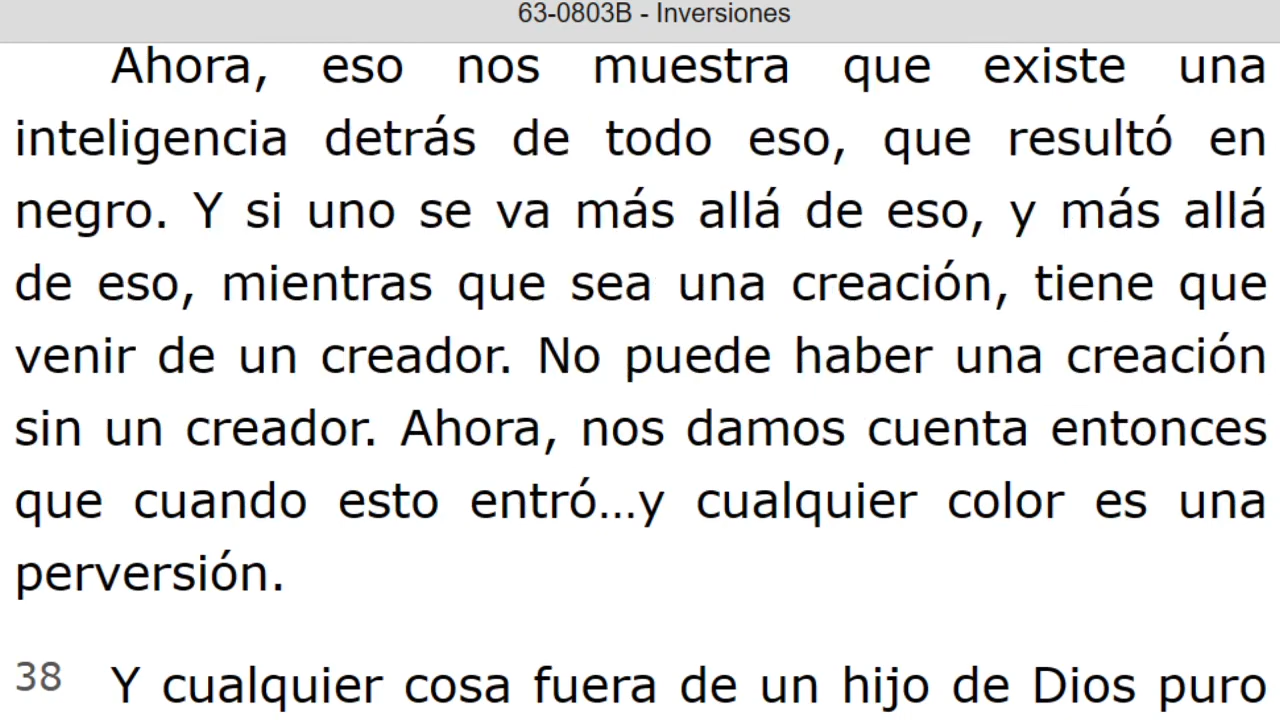 63-0803B - Inversiones
Ahora, eso nos muestra que existe una
inteligencia detrás de todo eso, que resultó en
negro. Y si uno se va más allá de eso, y más allá
de eso, mientras que sea una creación, tiene que
venir de un creador. No puede haber una creación
sin un creador. Ahora, nos damos cuenta entonces
que cuando esto entró...y cualquier color es una
perversión.
38 Y cualquier cosa fuera de un hijo de Dios puro